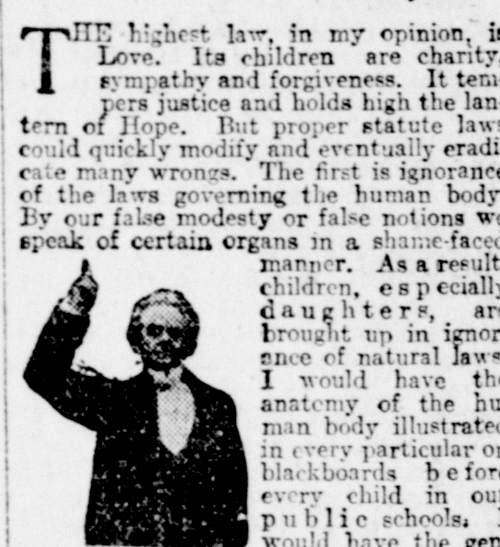 THE highest law, in my opinion, is
Love. Its children are charity,
sympathy and forgiveness. It tem
pers justice and holds high the lan
tern of Hope. But proper statute laws
could quickly modify and eventually eradi
cate many wrongs. The first is ignorance
of the laws governing the human body
By our false modesty or false notions we
speak of certain organs in a shame-faced
manner. As a result
children, especially
daughters, are
brought up in ignor
ance of natural laws
I would have the
anatomy of the hu
man body illustrated
in every particular on
blackboards before
every child in our
public schools.
would have the gen